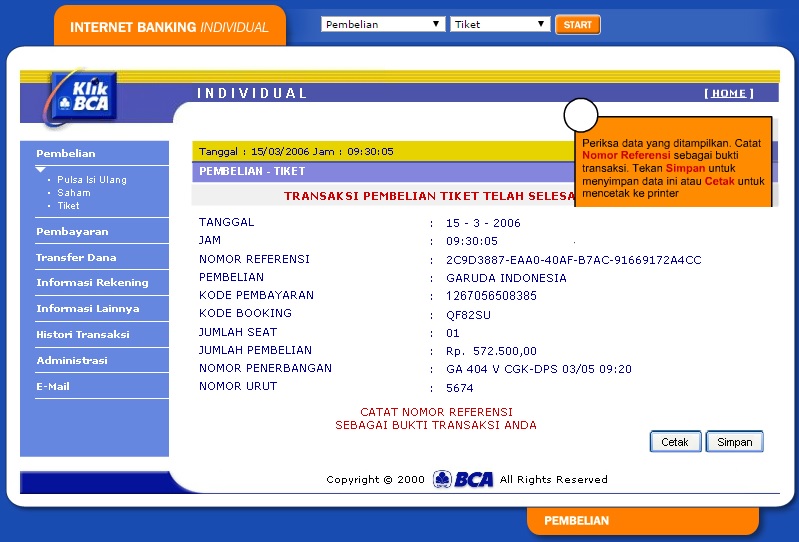 INTERNET BANKING INDIVIDUAL
Pembelian
Tiket
START
Klik
BCA
INDIVIDUAL
[ HOME ]
Pembelian
Pulsa Isi Ulang
Saham
Tiket
Pembayaran
Transfer Dana
Informasi Rekening
Informasi Lainnya
Histori Transaksi
Administrasi
E-Mail
Periksa data yang ditampilkan. Catat
Nomor Referensi sebagai bukti
transaksi. Tekan Simpan untuk
menyimpan data ini atau Cetak untuk
mencetak ke printer
Tanggal : 15/03/2006 Jam : 09:30:05
PEMBELIAN - TIKET
TRANSAKSI PEMBELIAN TIKET TELAH SELESA
TANGGAL : 15 - 3 - 2006
JAM : 09:30:05
NOMOR REFERENSI : 2C9D3887-EAA0-40AF-B7AC-91669172A4CC
PEMBELIAN : GARUDA INDONESIA
KODE PEMBAYARAN : 1267056508385
KODE BOOKING : QF82SU
JUMLAH SEAT : 01
JUMLAH PEMBELIAN : Rp. 572.500,00
NOMOR PENERBANGAN : GA 404 V CGK-DPS 03/05 09:20
NOMOR URUT : 5674
CATAT NOMOR REFERENSI
SEBAGAI BUKTI TRANSAKSI ANDA
Cetak
Simpan
Copyright © 2000 BCA All Rights Reserved
PEMBELIAN